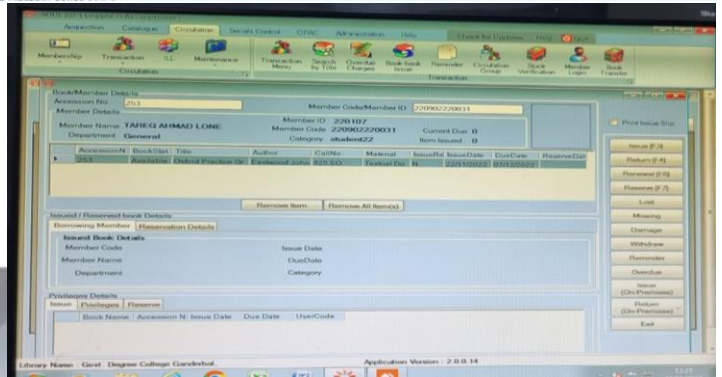 SOUL 2.0
Acquisition Catalogue Circulation Serials Control OPAC Administration Help Check for Updates Help Quit
Membership Transaction ILL Maintenance Transaction Menu Search by Title Overdue Charges Book-bank Issue Reminder Circulation Group Stock Verification Member Login Book Transfer
Circulation Transaction
Book/Member Details
Accession No 253 Member Code/Member ID 220902220031
Member Details Print Issue Slip
Member ID 220107
Member Name TAREQ AHMAD LONE Member Code 220902220031 Current Due 0
Department General Category student22 Item Issued : 0
AccessionN BookStat Title Author CallNo Material IssueRe IssueDate DueDate ReserveDat
253 Available Oxford Practice Gr Eastwood John 425,EO Textual Do N 22/11/2022 07/12/2022
Remove Item Remove All Item(s)
Issued / Reserved book Details
Borrowing Member Reservation Details
Issued Book Details
Member Code Issue Date
Member Name DueDate
Department Category
Privileges Details
Issue Privileges Reserve
Book Name Accession N Issue Date Due Date UserCode
Issue (F3)
Return (F4)
Renewal (F6)
Reserve (F7)
Lost
Missing
Damage
Withdraw
Reminder
Overdue
Issue (On-Premises)
Return (On-Premises)
Exit
Library Name : Govt. Degree College Ganderbal. Application Version : 2.0.0.14
13:27